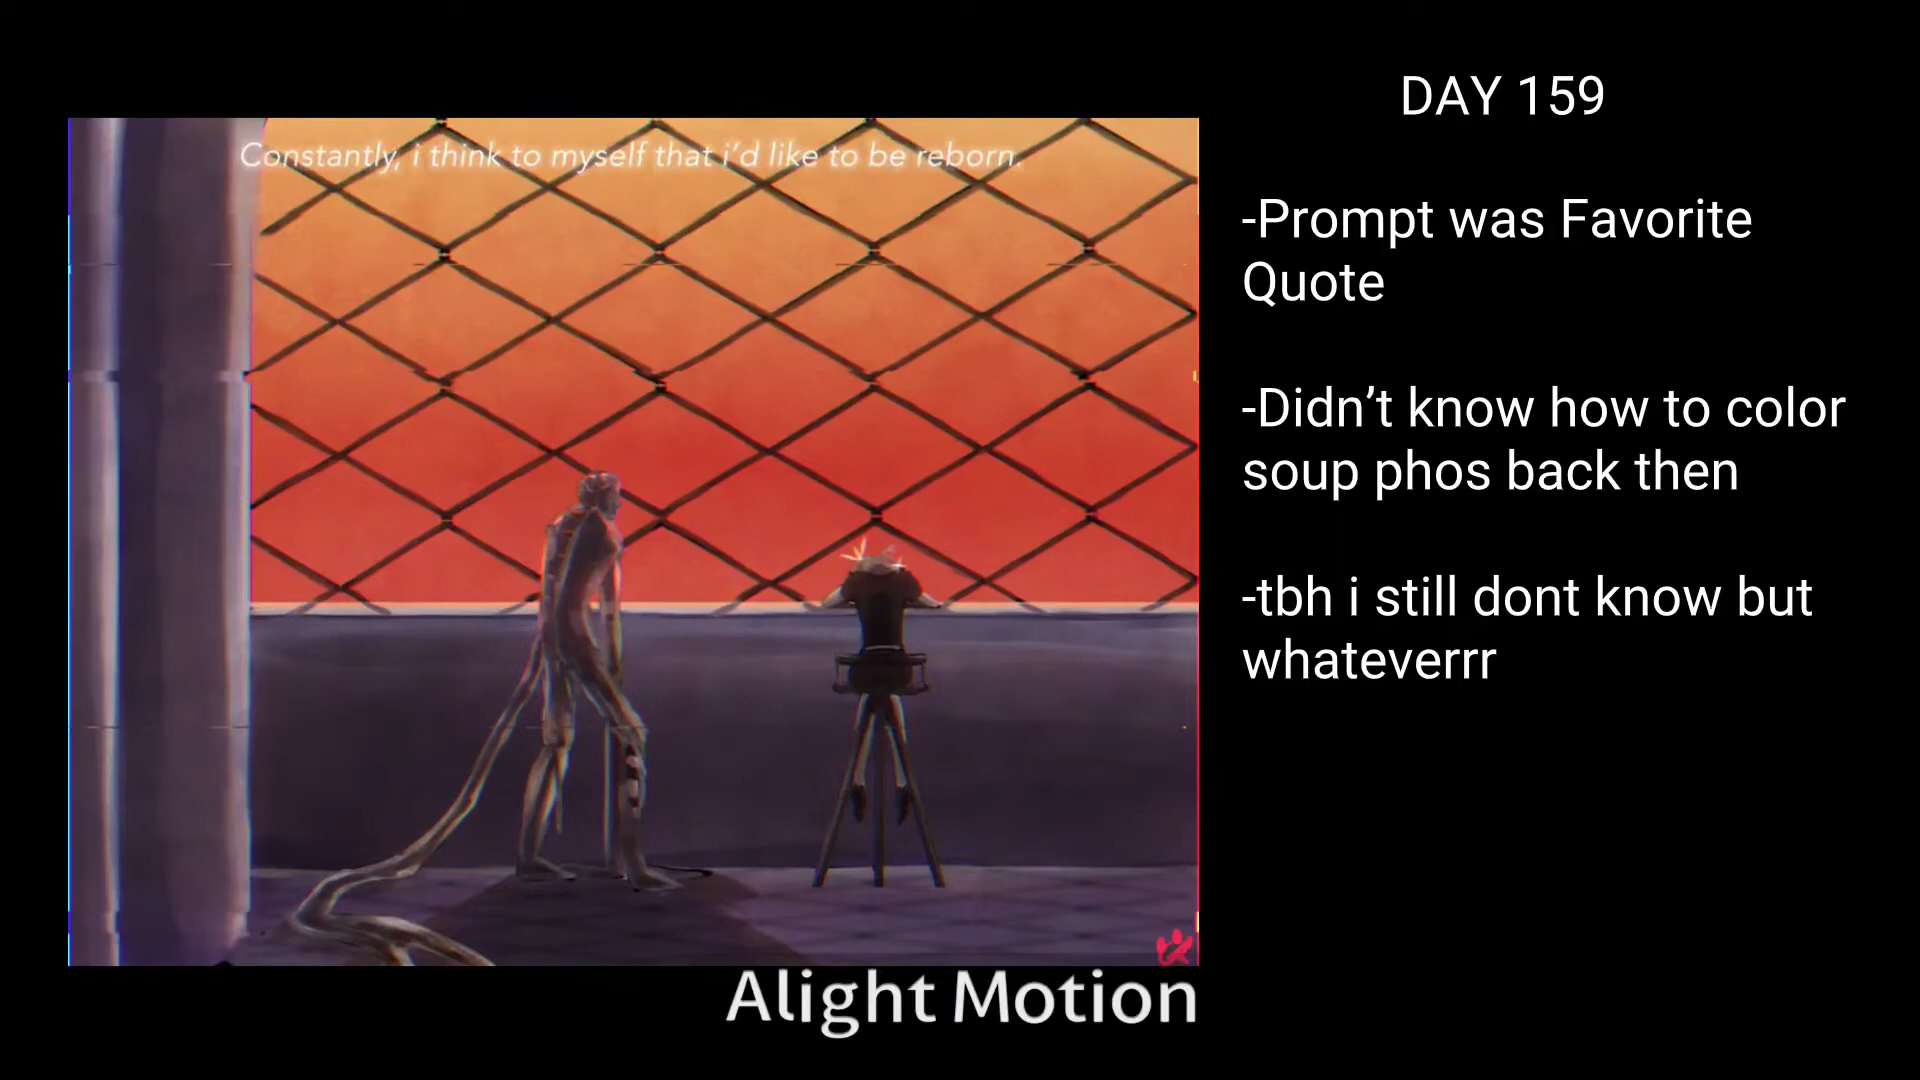 DAY 159
Constantly, i think to myself that i'd like to be reborn.
-Prompt was Favorite
Quote
-Didn’t know how to color
soup phos back then
-tbh i still dont know but
whateverrr
Alight Motion